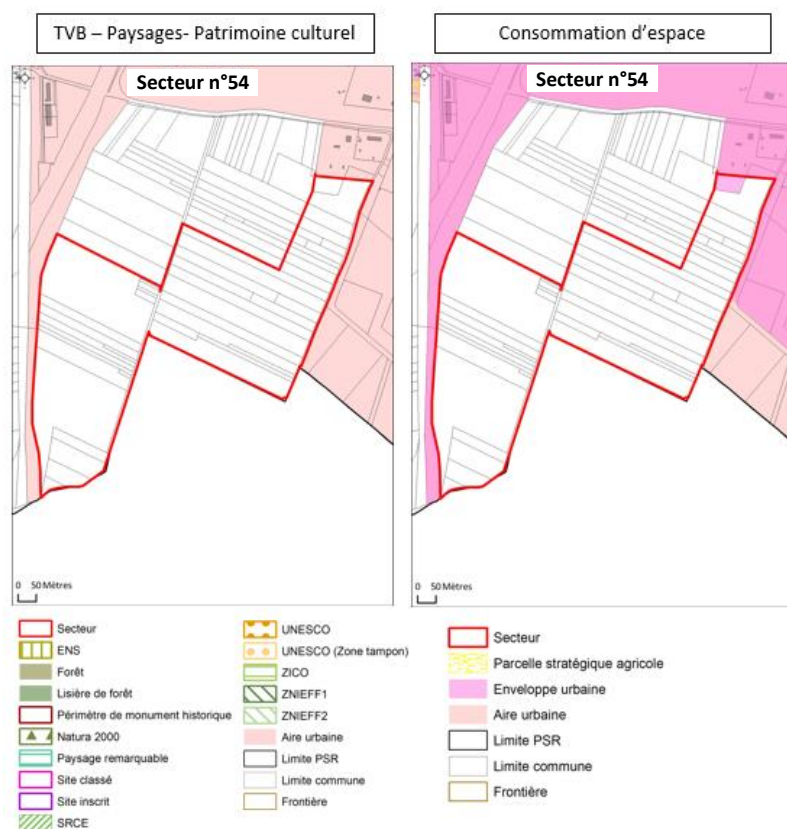 TVB – Paysages- Patrimoine culturel
Consommation d’espace
Secteur n°54
Secteur n°54
0 50 Mètres
0 50 Mètres
Secteur
ENS
Forêt
Lisière de forêt
Périmètre de monument historique
Natura 2000
Paysage remarquable
Site classé
Site inscrit
SRCE
UNESCO
UNESCO (Zone tampon)
ZICO
ZNIEFF1
ZNIEFF2
Aire urbaine
Limite PSR
Limite commune
Frontière
Secteur
Parcelle stratégique agricole
Enveloppe urbaine
Aire urbaine
Limite PSR
Limite commune
Frontière